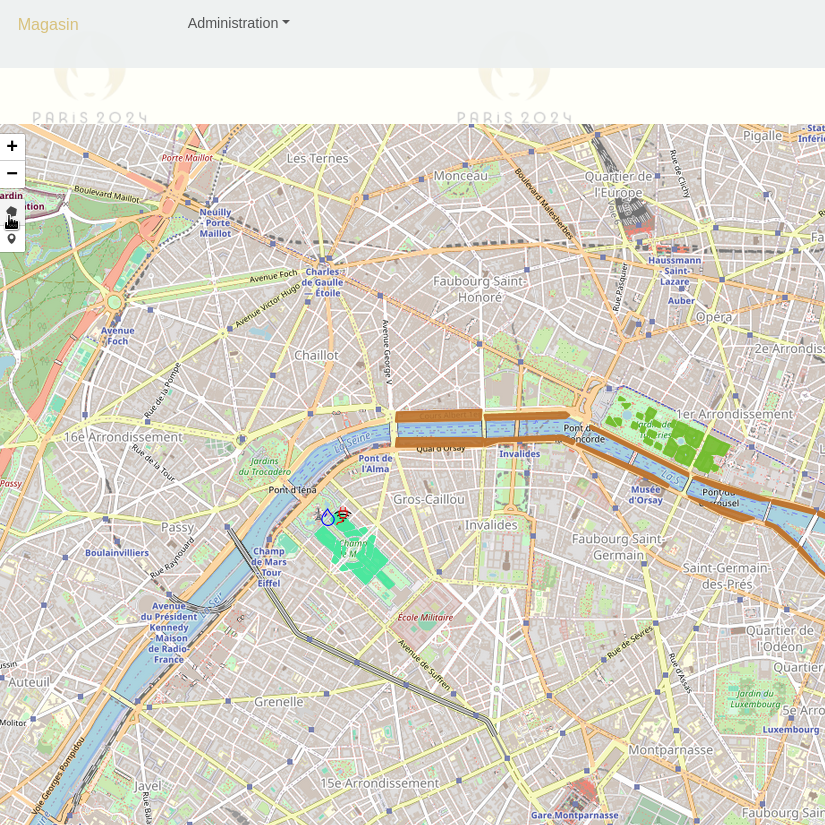 Magasin
Administration
PARIS 2024
PARIS 2024
+
−
Porte Maillot
Les Ternes
Monceau
Pigalle
Quartier de
l'Europe
Rue de Clichy
Boulevard Maillot
Boulevard Malesherbes
Neuilly
- Porte
Maillot
Haussmann
Saint-
Lazare
Auber
Avenue Foch
Charles
de Gaulle
- Étoile
Faubourg Saint-
Honoré
Rue Pasquier
Avenue Victor Hugo
Opéra
Avenue
Foch
Avenue George V
Chaillot
2e Arrondiss
Rue de la Pompe
1er Arrondissement
16e Arrondissement
La Seine
Quai d'Orsay
Invalides
Pont de
l'Alma
Jardins
du Trocadéro
Rue de la Tour
Passy
Pont d'Iéna
Musée
d'Orsay
Gros-Caillou
Invalides
Passy
Boulainvilliers
Rue Raynouard
Champ
de Mars
Tour
Eiffel
Faubourg Saint-
Germain
Saint-Germain-
des-Prés
Avenue
du Président
Kennedy
- Maison
de Radio
France
École Militaire
Avenue de Suffren
Rue de Sèvres
Rue d'Assas
Quartier de
l'Odéon
Quartier
Auteuil
Grenelle
Jardin du
Luxembourg
5e Arro
Luxembourg
Molitor
Montparnasse
Voie Georges Pompidou
Javel
15e Arrondissement
Gare Montparnasse
Faubourg Sain